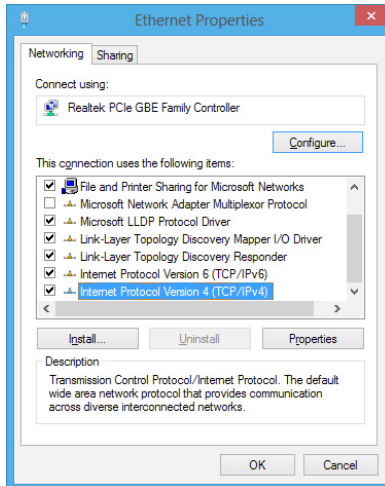 Ethernet Properties
Networking
Sharing
Connect using:
Realtek PCIe GBE Family Controller
Configure...
This connection uses the following items:
File and Printer Sharing for Microsoft Networks
Microsoft Network Adapter Multiplexor Protocol
Microsoft LLDP Protocol Driver
Link-Layer Topology Discovery Mapper I/O Driver
Link-Layer Topology Discovery Responder
Internet Protocol Version 6 (TCP/IPv6)
Internet Protocol Version 4 (TCP/IPv4)
Install...
Uninstall
Properties
Description
Transmission Control Protocol/Internet Protocol. The default
wide area network protocol that provides communication
across diverse interconnected networks.
OK
Cancel